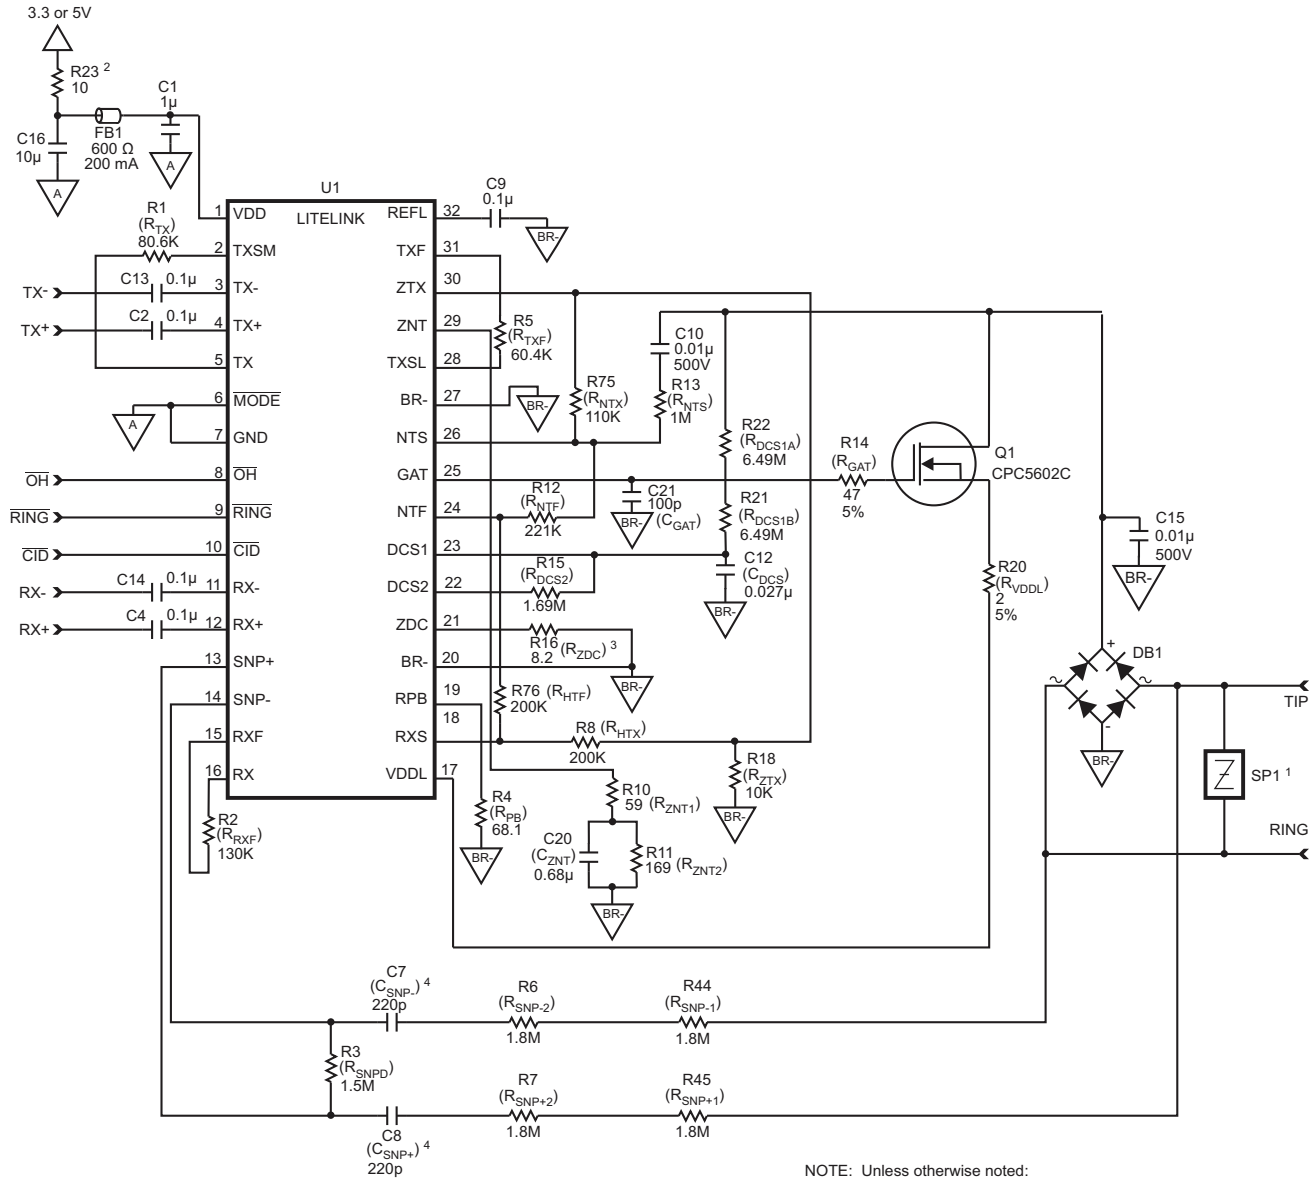 3.3 or 5V
R23 2
10
C1
1µ
C16
10µ
FB1
600 Ω
200 mA
A
A
U1
LITELINK
R1
(RTX)
80.6K
C13 0.1µ
TX-
C2 0.1µ
TX+
A
OH
RING
CID
C14 0.1µ
RX-
C4 0.1µ
RX+
1 VDD
2 TXSM
3 TX-
4 TX+
5 TX
6 MODE
7 GND
8 OH
9 RING
10 CID
11 RX-
12 RX+
13 SNP+
14 SNP-
15 RXF
16 RX
R2
(RRXF)
130K
REFL 32
TXF 31
ZTX 30
ZNT 29
TXSL 28
BR- 27
NTS 26
GAT 25
NTF 24
DCS1 23
DCS2 22
ZDC 21
BR- 20
RPB 19
RXS 18
VDDL 17
C9
0.1µ
BR-
R5
(RTXF)
60.4K
BR-
R75
(RNTX)
110K
C10
0.01µ
500V
R13
(RNTS)
1M
R22
(RDCS1A)
6.49M
R14
(RGAT)
47
5%
Q1
CPC5602C
R12
(RNTF)
221K
C21
100p
(CGAT)
BR-
R21
(RDCS1B)
6.49M
R15
(RDCS2)
1.69M
C12
(CDCS)
0.027µ
BR-
R16 (RZDC) 3
8.2
BR-
C15
0.01µ
500V
BR-
R20
(RVDDL)
2
5%
R76 (RHTF)
200K
R8 (RHTX)
200K
R18
(RZTX)
10K
BR-
R10
59 (RZNT1)
R4
(RPB)
68.1
BR-
C20
(CZNT)
0.68µ
R11
169 (RZNT2)
BR-
+
DB1
~
~
-
BR-
TIP
SP1 1
RING
C7
(CSNP-) 4
220p
R6
(RSNP-2)
1.8M
R44
(RSNP-1)
1.8M
R3
(RSNPD)
1.5M
C8
(CSNP+) 4
220p
R7
(RSNP+2)
1.8M
R45
(RSNP+1)
1.8M
NOTE: Unless otherwise noted: